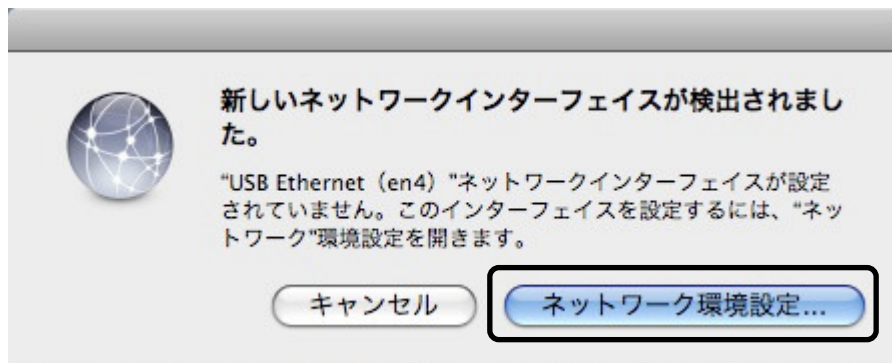 新しいネットワークインターフェイスが検出されまし
た。
“USB Ethernet（en4）”ネットワークインターフェイスが設定
されていません。このインターフェイスを設定するには、“ネッ
トワーク”環境設定を開きます。
キャンセル ネットワーク環境設定...